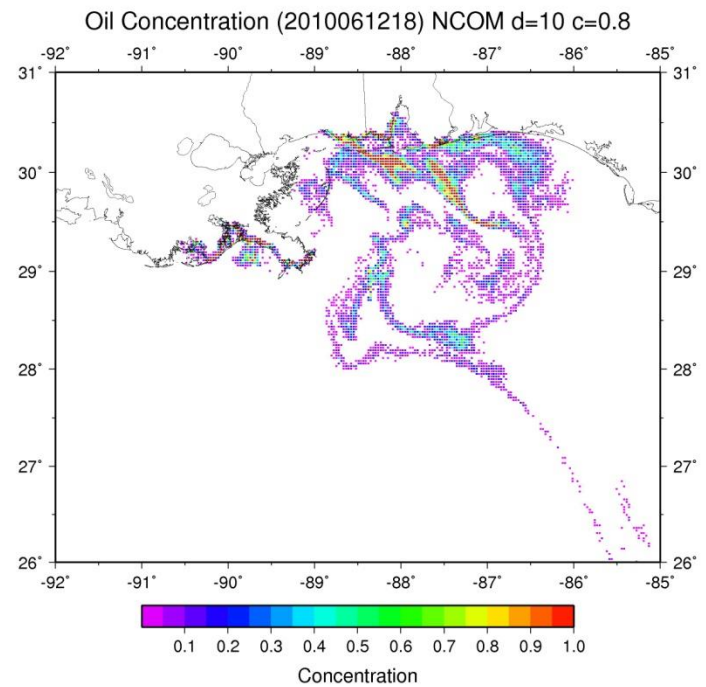 Oil Concentration (2010061218) NCOM d=10 c=0.8
-92˚ -91˚ -90˚ -89˚ -88˚ -87˚ -86˚ -85˚
31˚ 31˚
30˚ 30˚
29˚ 29˚
28˚ 28˚
27˚ 27˚
26˚ 26˚
-92˚ -91˚ -90˚ -89˚ -88˚ -87˚ -86˚ -85˚
0.1 0.2 0.3 0.4 0.5 0.6 0.7 0.8 0.9 1.0
Concentration